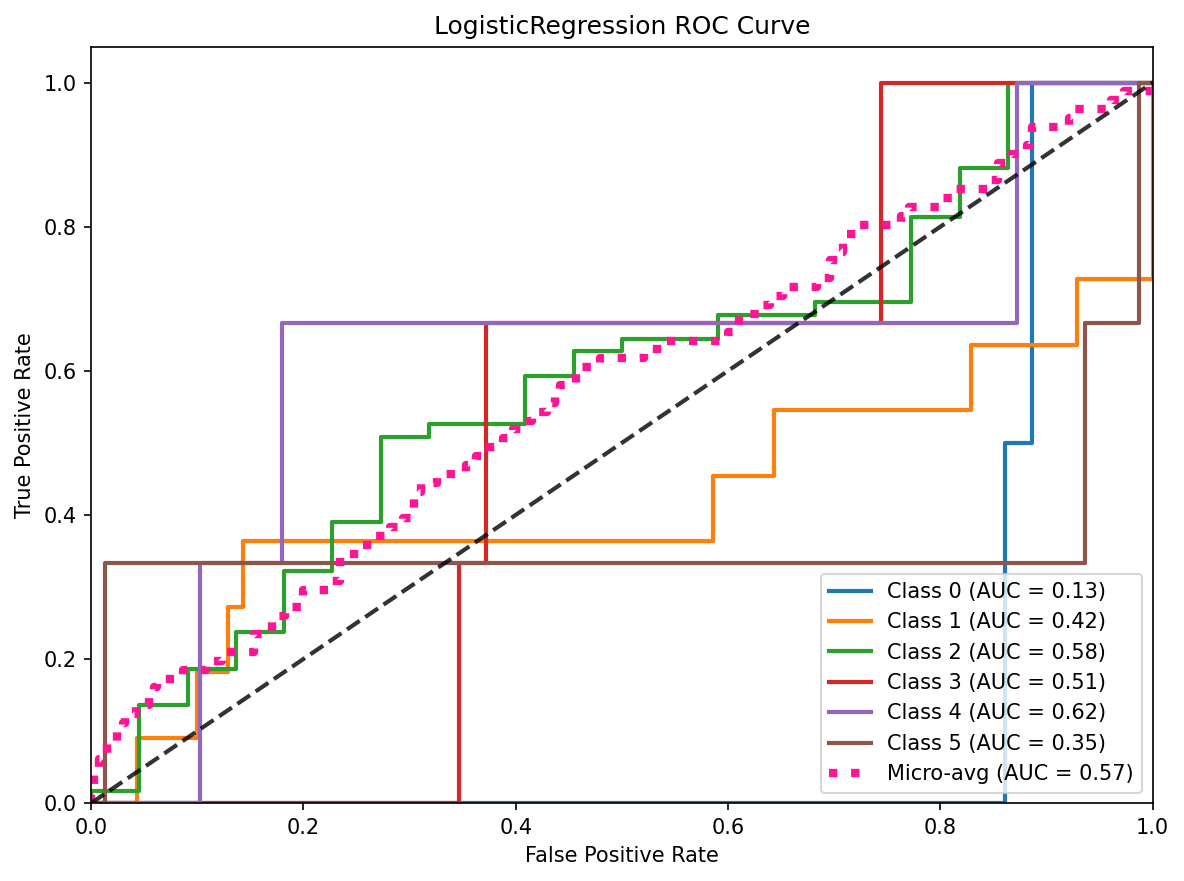 LogisticRegression ROC Curve
True Positive Rate
1.0
0.8
0.6
0.4
0.2
0.0
Class 0 (AUC = 0.13)
Class 1 (AUC = 0.42)
Class 2 (AUC = 0.58)
Class 3 (AUC = 0.51)
Class 4 (AUC = 0.62)
Class 5 (AUC = 0.35)
Micro-avg (AUC = 0.57)
0.0 0.2 0.4 0.6 0.8 1.0
False Positive Rate